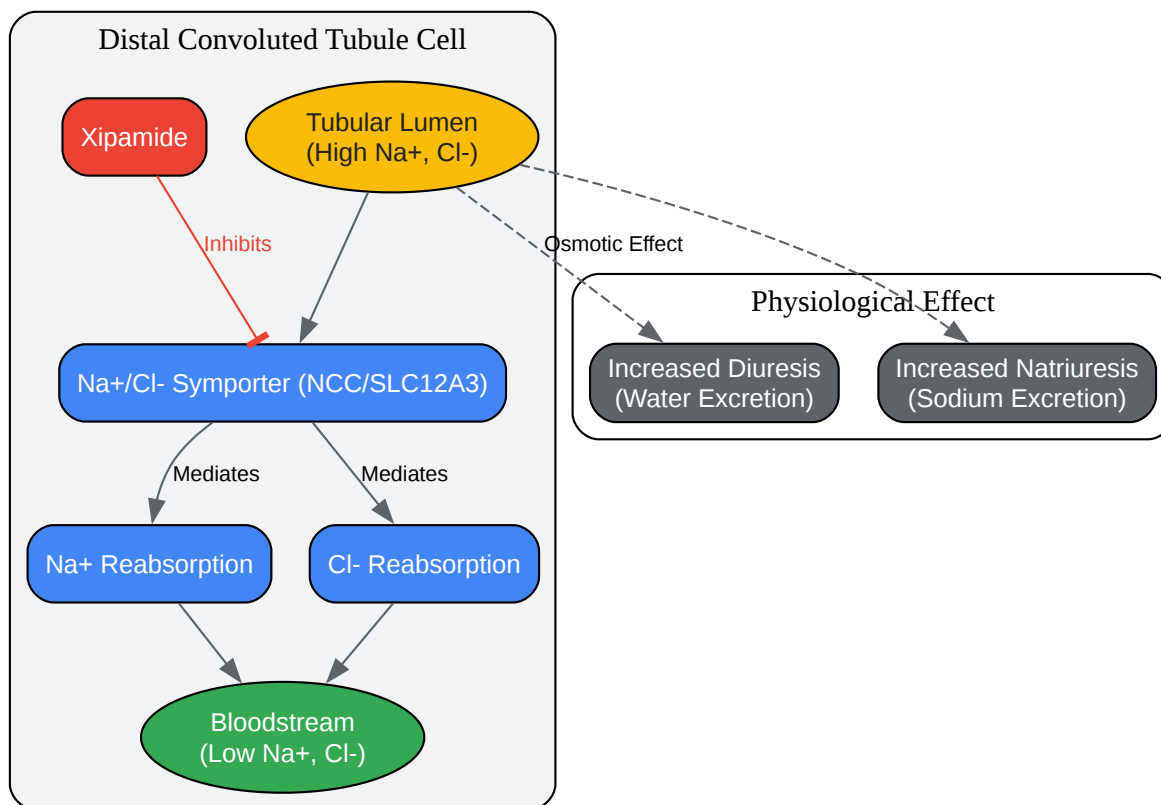 Distal Convoluted Tubule Cell
Xipamide
Tubular Lumen
(High Na+, Cl-)
Inhibits
Osmotic Effect
Physiological Effect
Na+/Cl- Symporter (NCC/SLC12A3)
Increased Diuresis
(Water Excretion)
Increased Natriuresis
(Sodium Excretion)
Mediates
Mediates
Na+ Reabsorption
Cl- Reabsorption
Bloodstream
(Low Na+, Cl-)